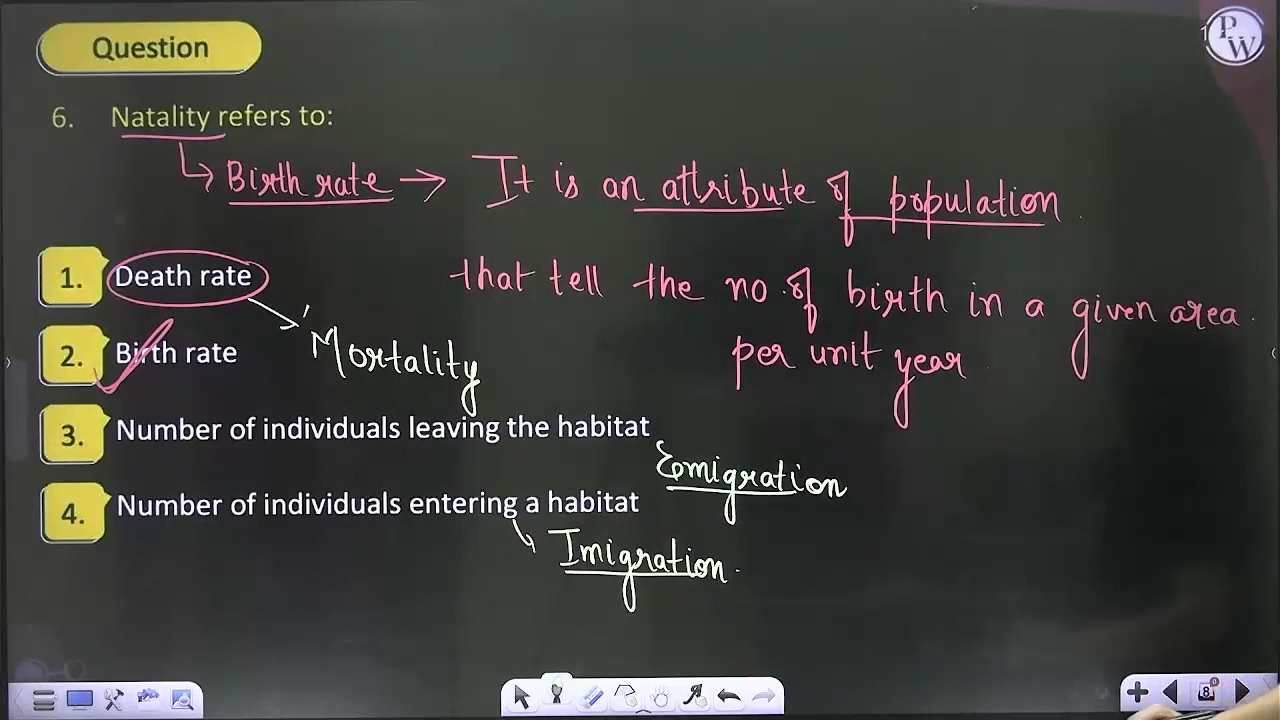 Question
PW
6. Natality refers to:
Birth rate → It is an attribute of population.
that tell the no. of birth in a given area.
per unit year
1. Death rate
Mortality
2. Birth rate
3. Number of individuals leaving the habitat
Emigration
4. Number of individuals entering a habitat
Imigration.
8